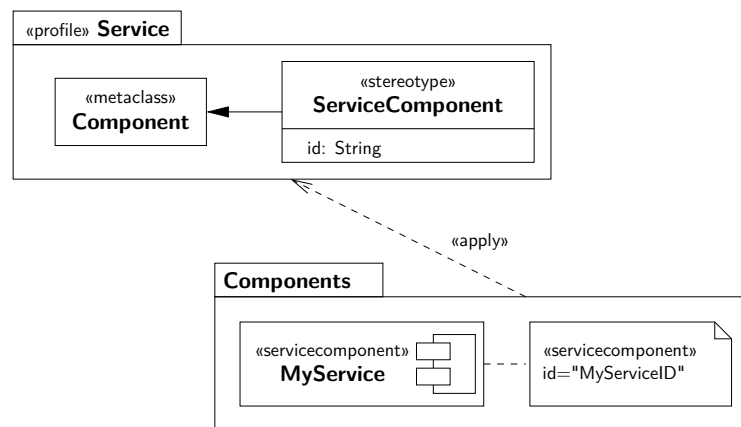 «profile» Service
«metaclass»
Component
«stereotype»
ServiceComponent
id: String
«apply»
Components
«servicecomponent»
MyService
«servicecomponent»
id="MyServiceID"